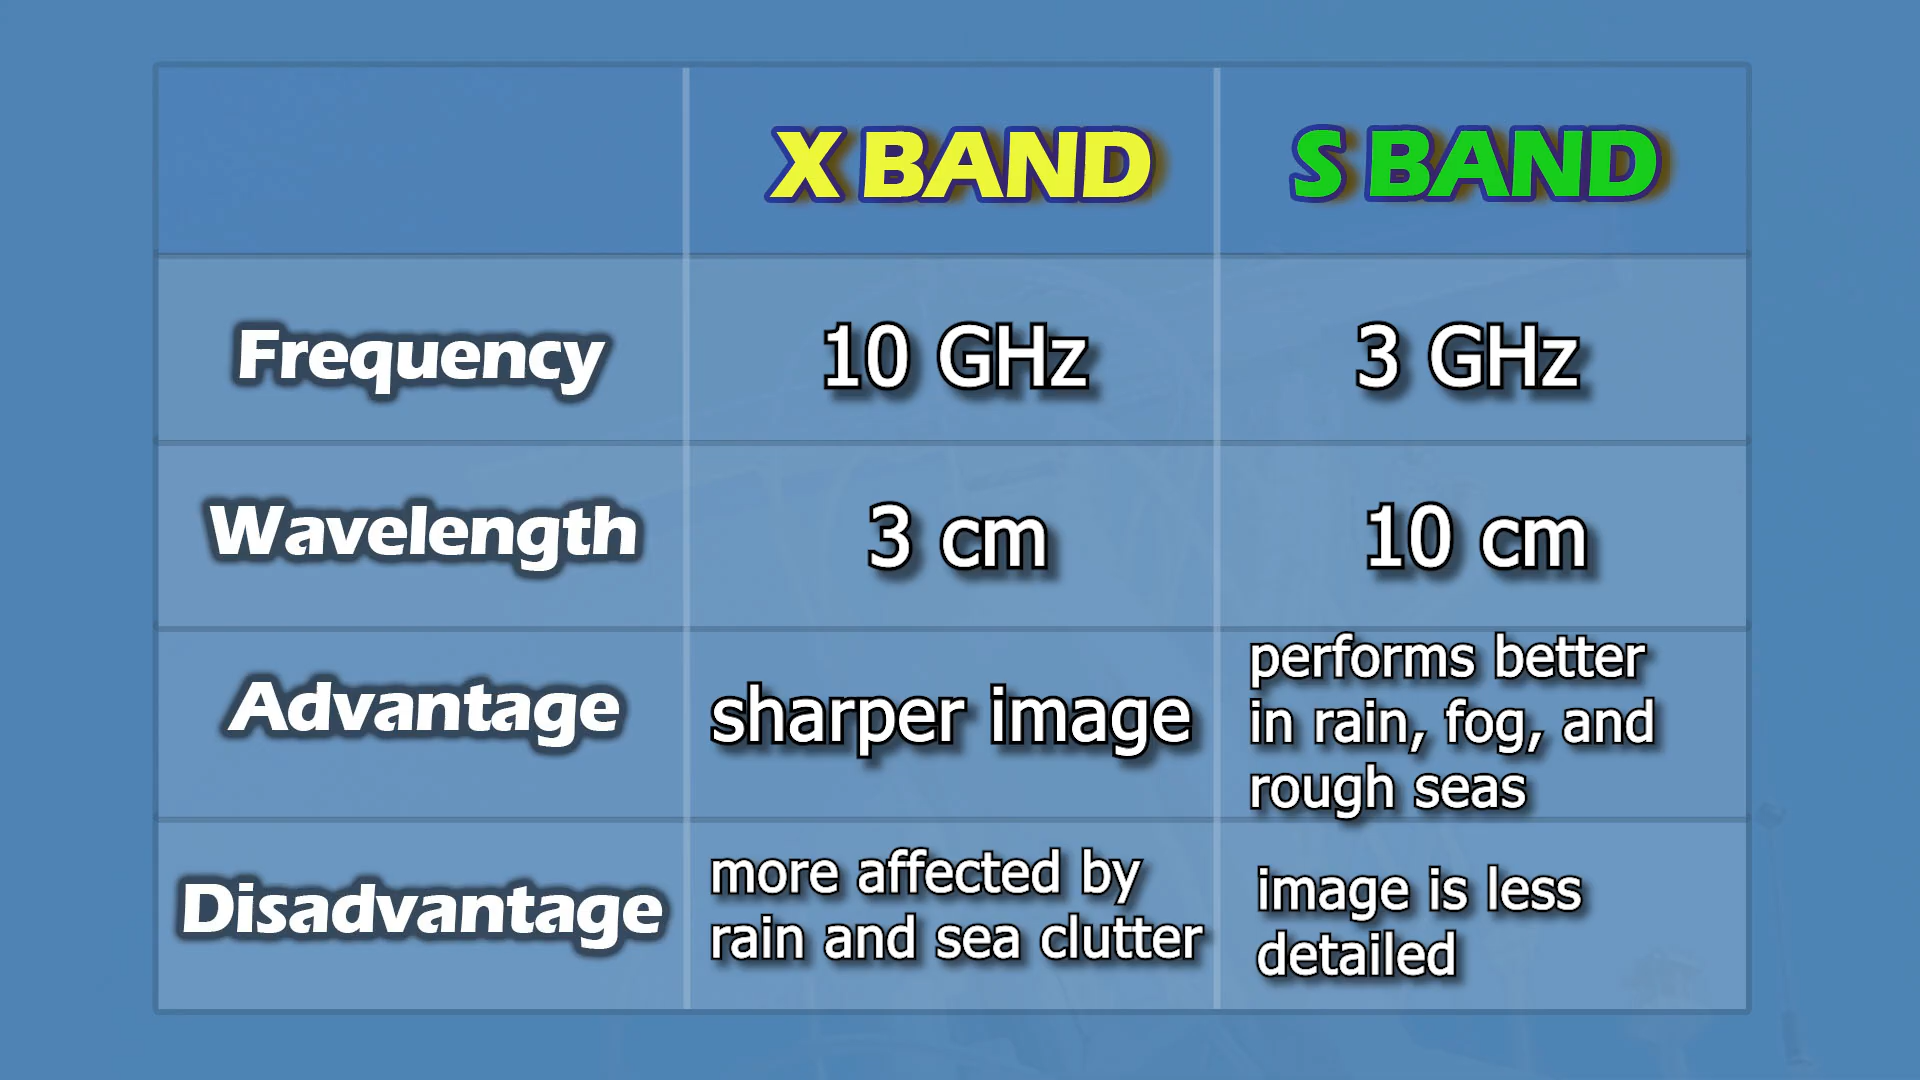 X BAND
S BAND
Frequency
10 GHz
3 GHz
Wavelength
3 cm
10 cm
Advantage
sharper image
performs better
in rain, fog, and
rough seas
Disadvantage
more affected by
rain and sea clutter
image is less
detailed